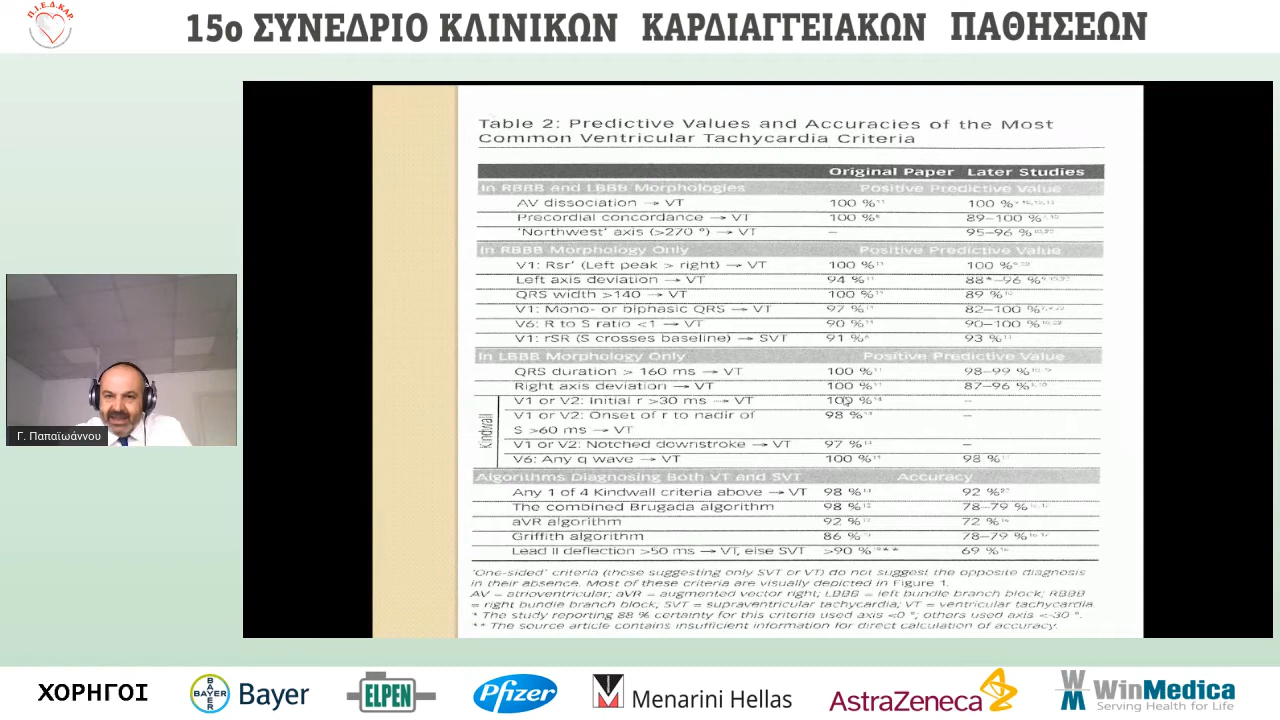 Π.Ι.Ε.Δ.ΚΑΡ.
15ο ΣΥΝΕΔΡΙΟ ΚΛΙΝΙΚΩΝ ΚΑΡΔΙΑΓΓΕΙΑΚΩΝ ΠΑΘΗΣΕΩΝ
Table 2: Predictive Values and Accuracies of the Most
Common Ventricular Tachycardia Criteria
Original Paper Later Studies
In RBBB and LBBB Morphologies Positive Predictive Value
AV dissociation → VT 100 % 100 %
Precordial concordance → VT 100 % 89–100 %
'Northwest' axis (>270 °) → VT – 95–96 %
In RBBB Morphology Only Positive Predictive Value
V1: Rsr' (Left peak > right) → VT 100 % 100 %
Left axis deviation → VT 94 % 88*–96 %
QRS width >140 → VT 100 % 89 %
V1: Mono- or biphasic QRS → VT 97 % 82–100 %
V6: R to S ratio <1 → VT 90 % 90–100 %
V1: rSR (S crosses baseline) → SVT 91 % 93 %
In LBBB Morphology Only Positive Predictive Value
QRS duration > 160 ms → VT 100 % 98–99 %
Right axis deviation → VT 100 % 87–96 %
Kindwall
V1 or V2: Initial r >30 ms → VT 100 % –
V1 or V2: Onset of r to nadir of 98 % –
S >60 ms → VT
V1 or V2: Notched downstroke → VT 97 % –
V6: Any q wave → VT 100 % 98 %
Algorithms Diagnosing Both VT and SVT Accuracy
Any 1 of 4 Kindwall criteria above → VT 98 % 92 %
The combined Brugada algorithm 98 % 78–79 %
aVR algorithm 92 % 72 %
Griffith algorithm 86 % 78–79 %
Lead II deflection >50 ms → VT, else SVT >90 % ** 69 %
'One-sided' criteria (those suggesting only SVT or VT) do not suggest the opposite diagnosis
in their absence. Most of these criteria are visually depicted in Figure 1.
AV = atrioventricular; aVR = augmented vector right; LBBB = left bundle branch block; RBBB
= right bundle branch block; SVT = supraventricular tachycardia; VT = ventricular tachycardia.
* The study reporting 88 % certainty for this criteria used axis <0 °; others used axis <-30 °.
** The source article contains insufficient information for direct calculation of accuracy.
Γ. Παπαϊωάννου
ΧΟΡΗΓΟΙ
BAYER
BAYER
Bayer
ELPEN
Pfizer
Menarini Hellas
AstraZeneca
WinMedica
Serving Health for Life